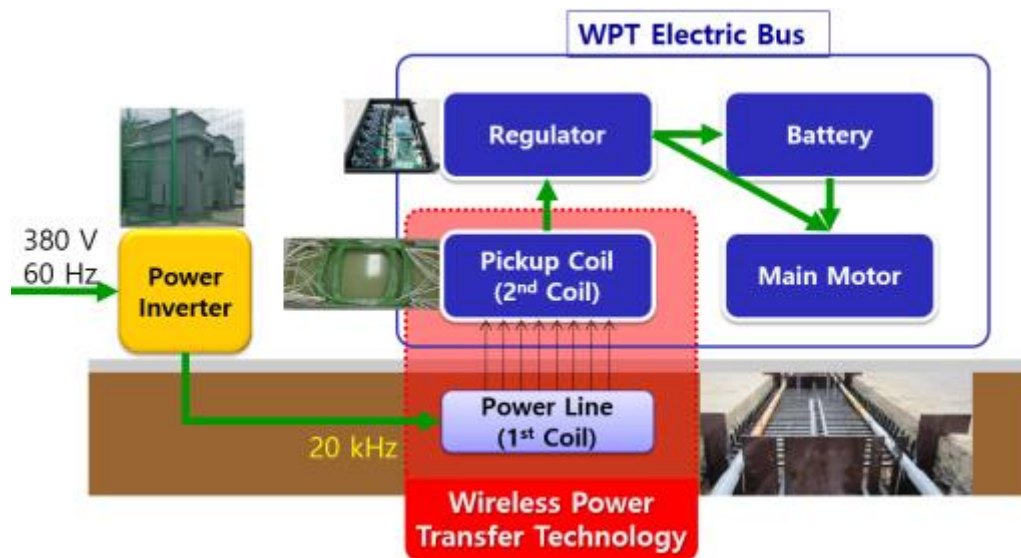 WPT Electric Bus
Regulator
Battery
380 V
60 Hz
Power
Inverter
Pickup Coil
(2nd Coil)
Main Motor
Power Line
(1st Coil)
20 kHz
Wireless Power
Transfer Technology